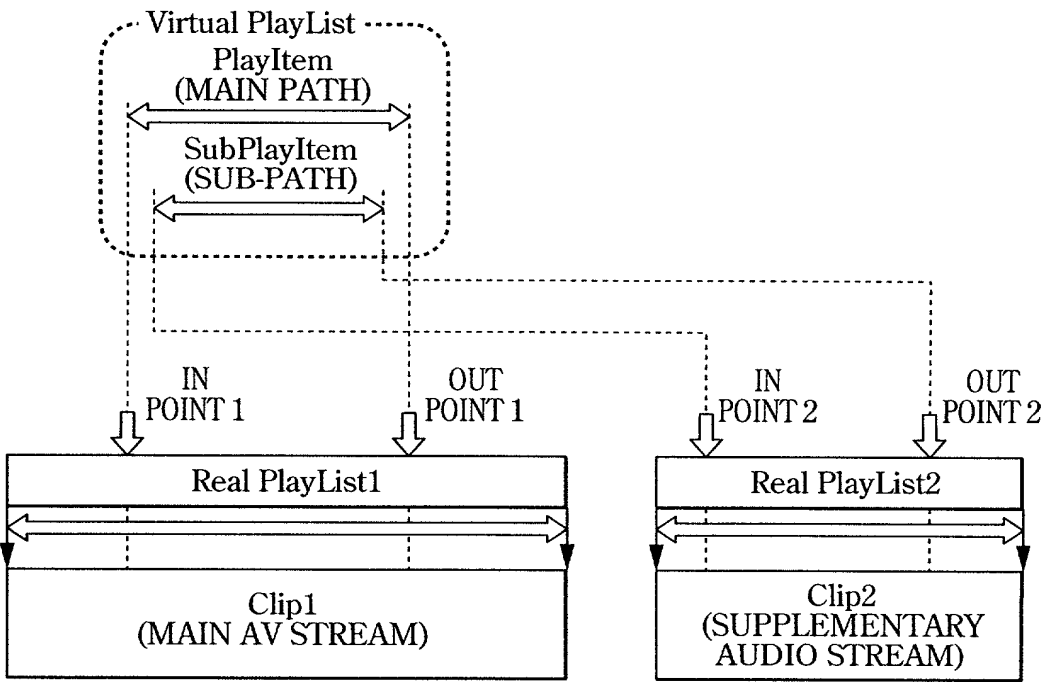 Virtual PlayList
PlayItem
(MAIN PATH)
SubPlayItem
(SUB-PATH)
IN
POINT 1
OUT
POINT 1
IN
POINT 2
OUT
POINT 2
Real PlayList1
Real PlayList2
Clip1
(MAIN AV STREAM)
Clip2
(SUPPLEMENTARY
AUDIO STREAM)